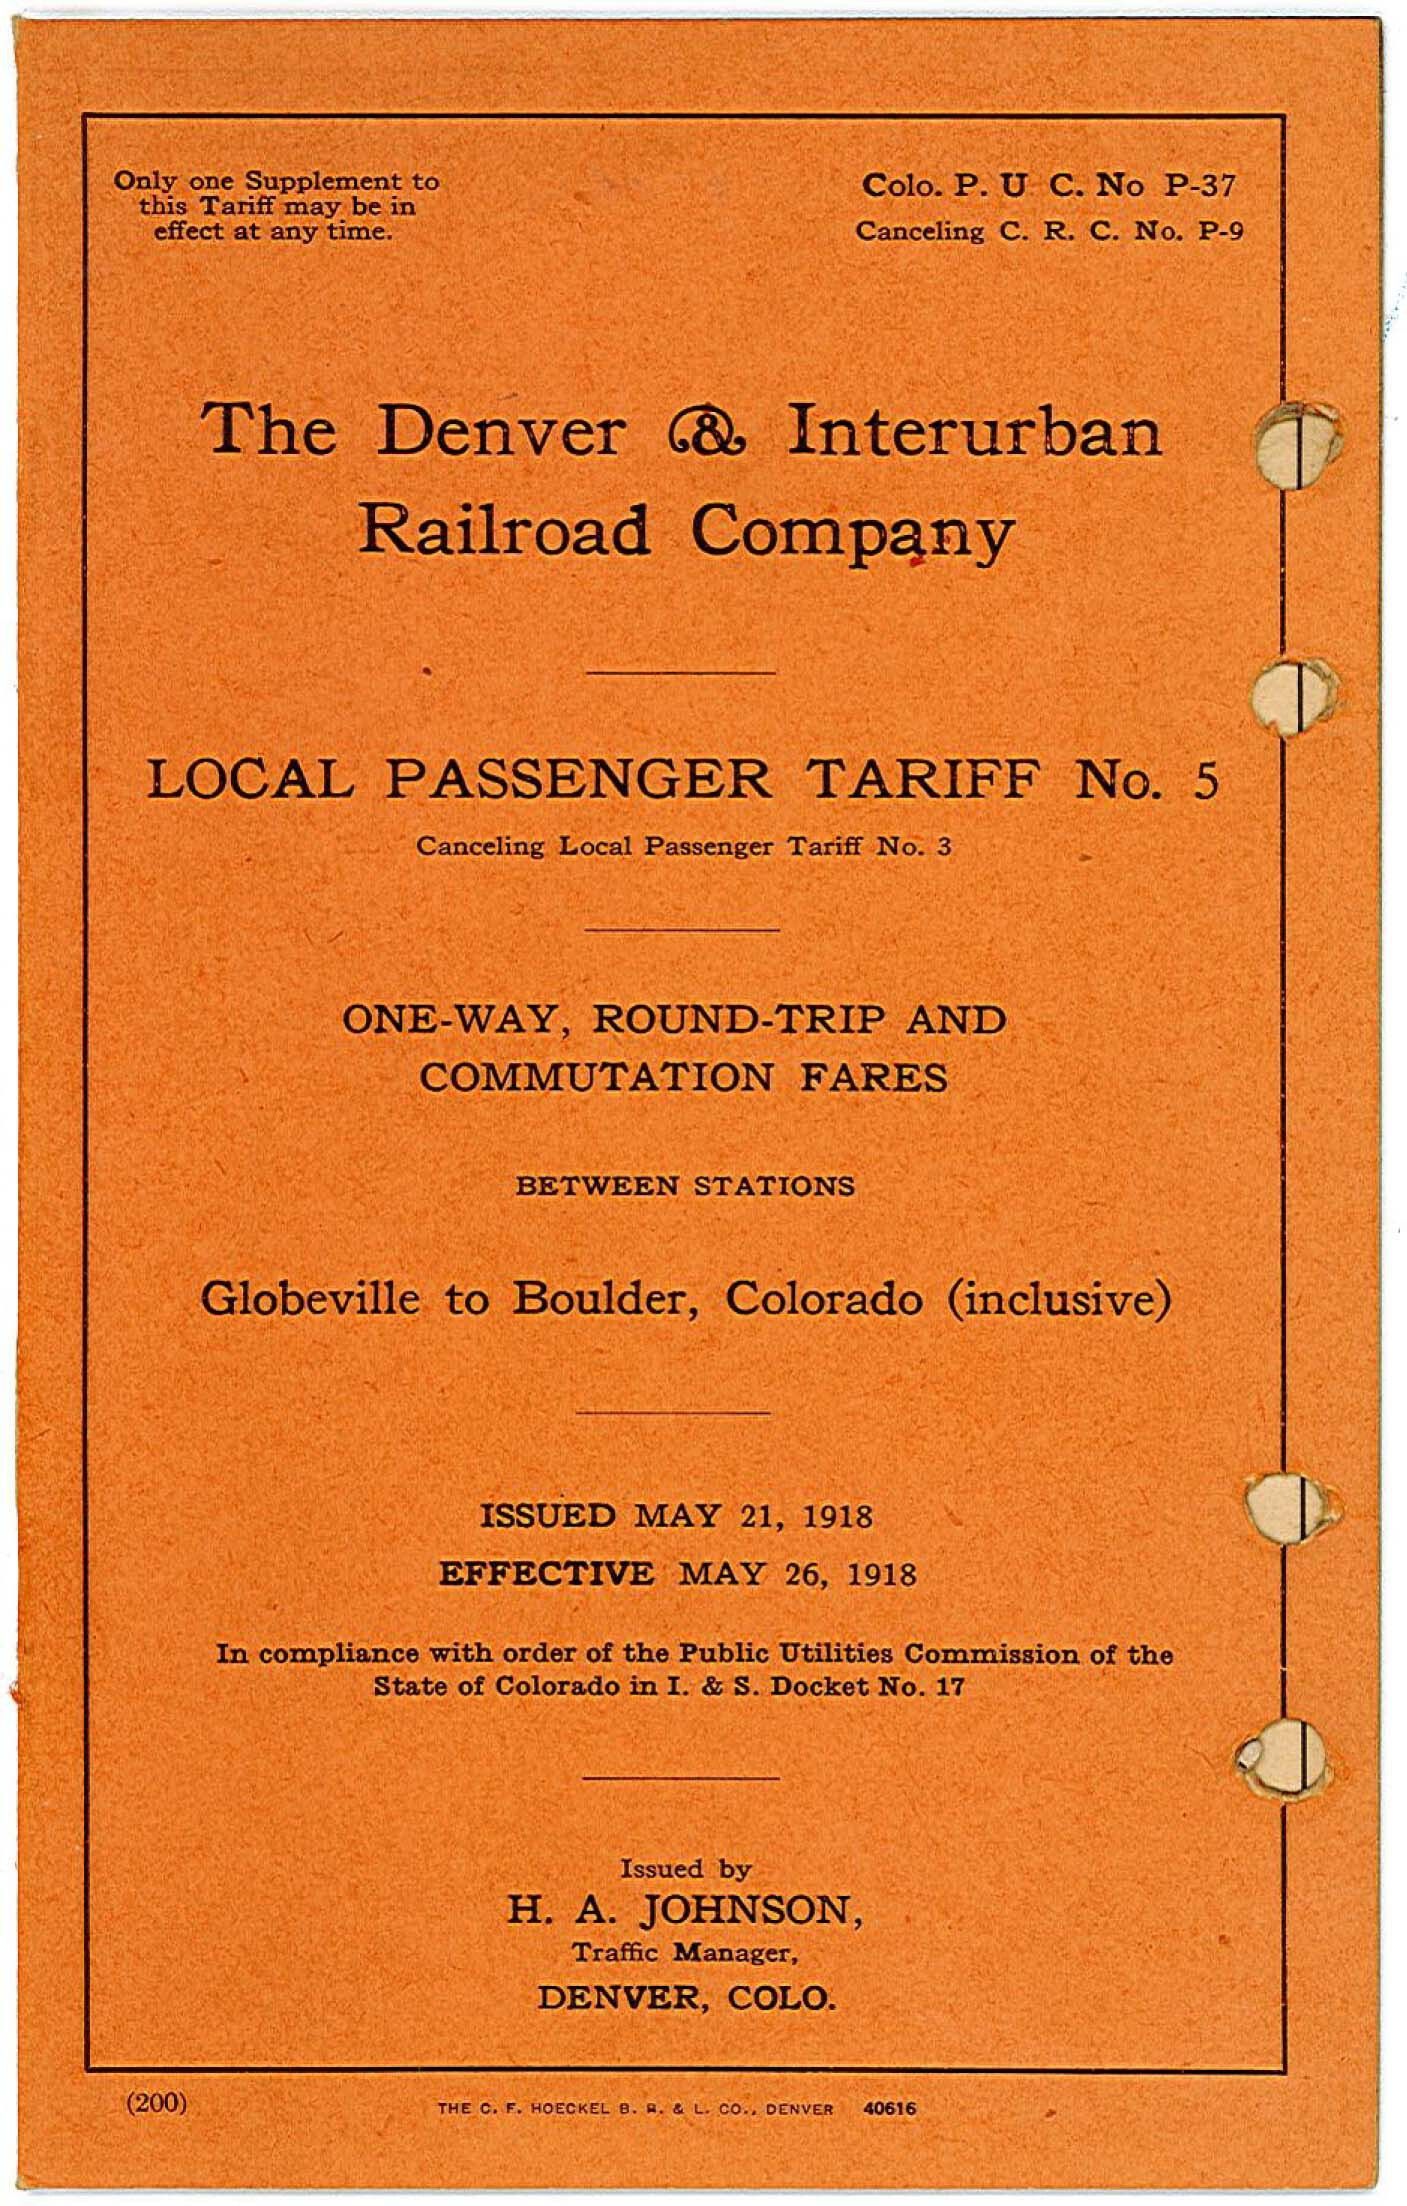 Only one Supplement to
this Tariff may be in
effect at any time.
Colo. P. U C. No P-37
Canceling C. R. C. No. P-9
The Denver & Interurban
Railroad Company
LOCAL PASSENGER TARIFF No. 5
Canceling Local Passenger Tariff No. 3
ONE-WAY, ROUND-TRIP AND
COMMUTATION FARES
BETWEEN STATIONS
Globeville to Boulder, Colorado (inclusive)
ISSUED MAY 21, 1918
EFFECTIVE MAY 26, 1918
In compliance with order of the Public Utilities Commission of the
State of Colorado in I. & S. Docket No. 17
Issued by
H. A. JOHNSON,
Traffic Manager,
DENVER, COLO.
(200)
THE C. F. HOECKEL B. B. & L. CO., DENVER 40616